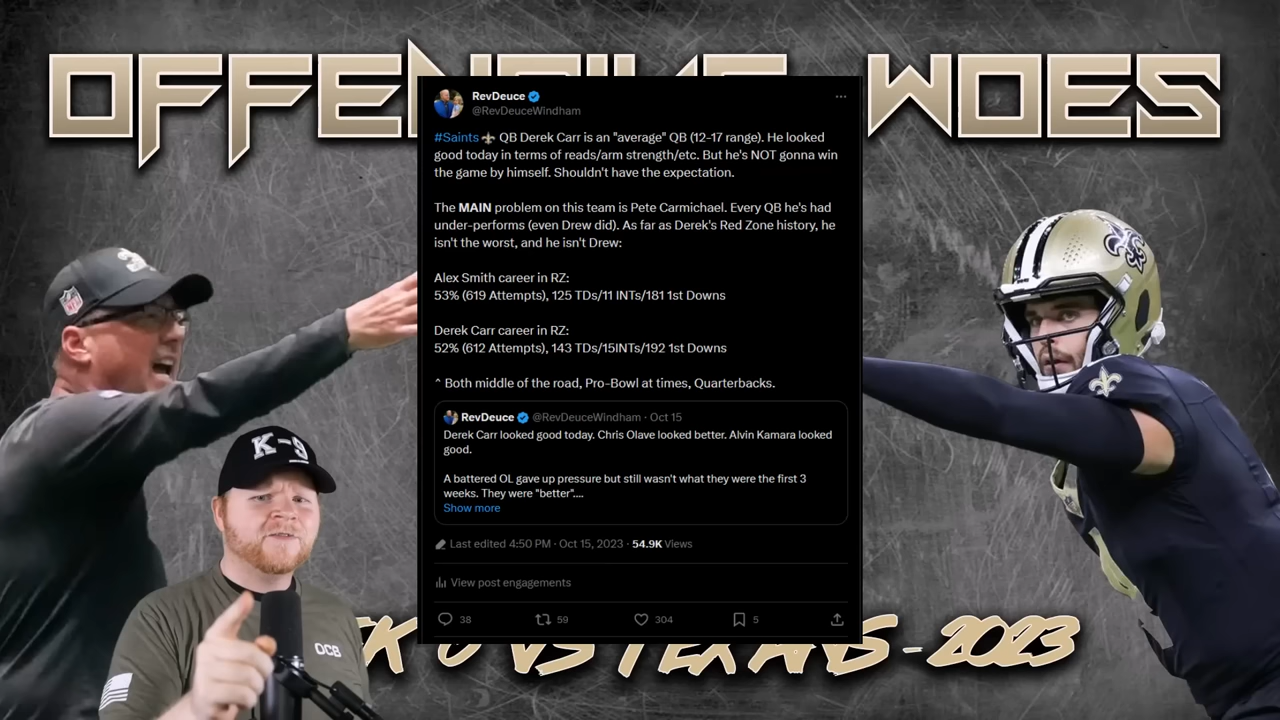 OFFENSIVE WOES
RevDeuce
@RevDeuceWindham
#Saints QB Derek Carr is an "average" QB (12-17 range). He looked
good today in terms of reads/arm strength/etc. But he's NOT gonna win
the game by himself. Shouldn't have the expectation.
The MAIN problem on this team is Pete Carmichael. Every QB he's had
under-performs (even Drew did). As far as Derek's Red Zone history, he
isn't the worst, and he isn't Drew:
Alex Smith career in RZ:
53% (619 Attempts), 125 TDs/11 INTs/181 1st Downs
Derek Carr career in RZ:
52% (612 Attempts), 143 TDs/15INTs/192 1st Downs
^ Both middle of the road, Pro-Bowl at times, Quarterbacks.
RevDeuce @RevDeuceWindham · Oct 15
Derek Carr looked good today. Chris Olave looked better. Alvin Kamara looked
good.
A battered OL gave up pressure but still wasn't what they were the first 3
weeks. They were "better"....
Show more
Last edited 4:50 PM · Oct 15, 2023 · 54.9K Views
View post engagements
38 59 304 5
K-9
OCB
VS TEXANS - 2023